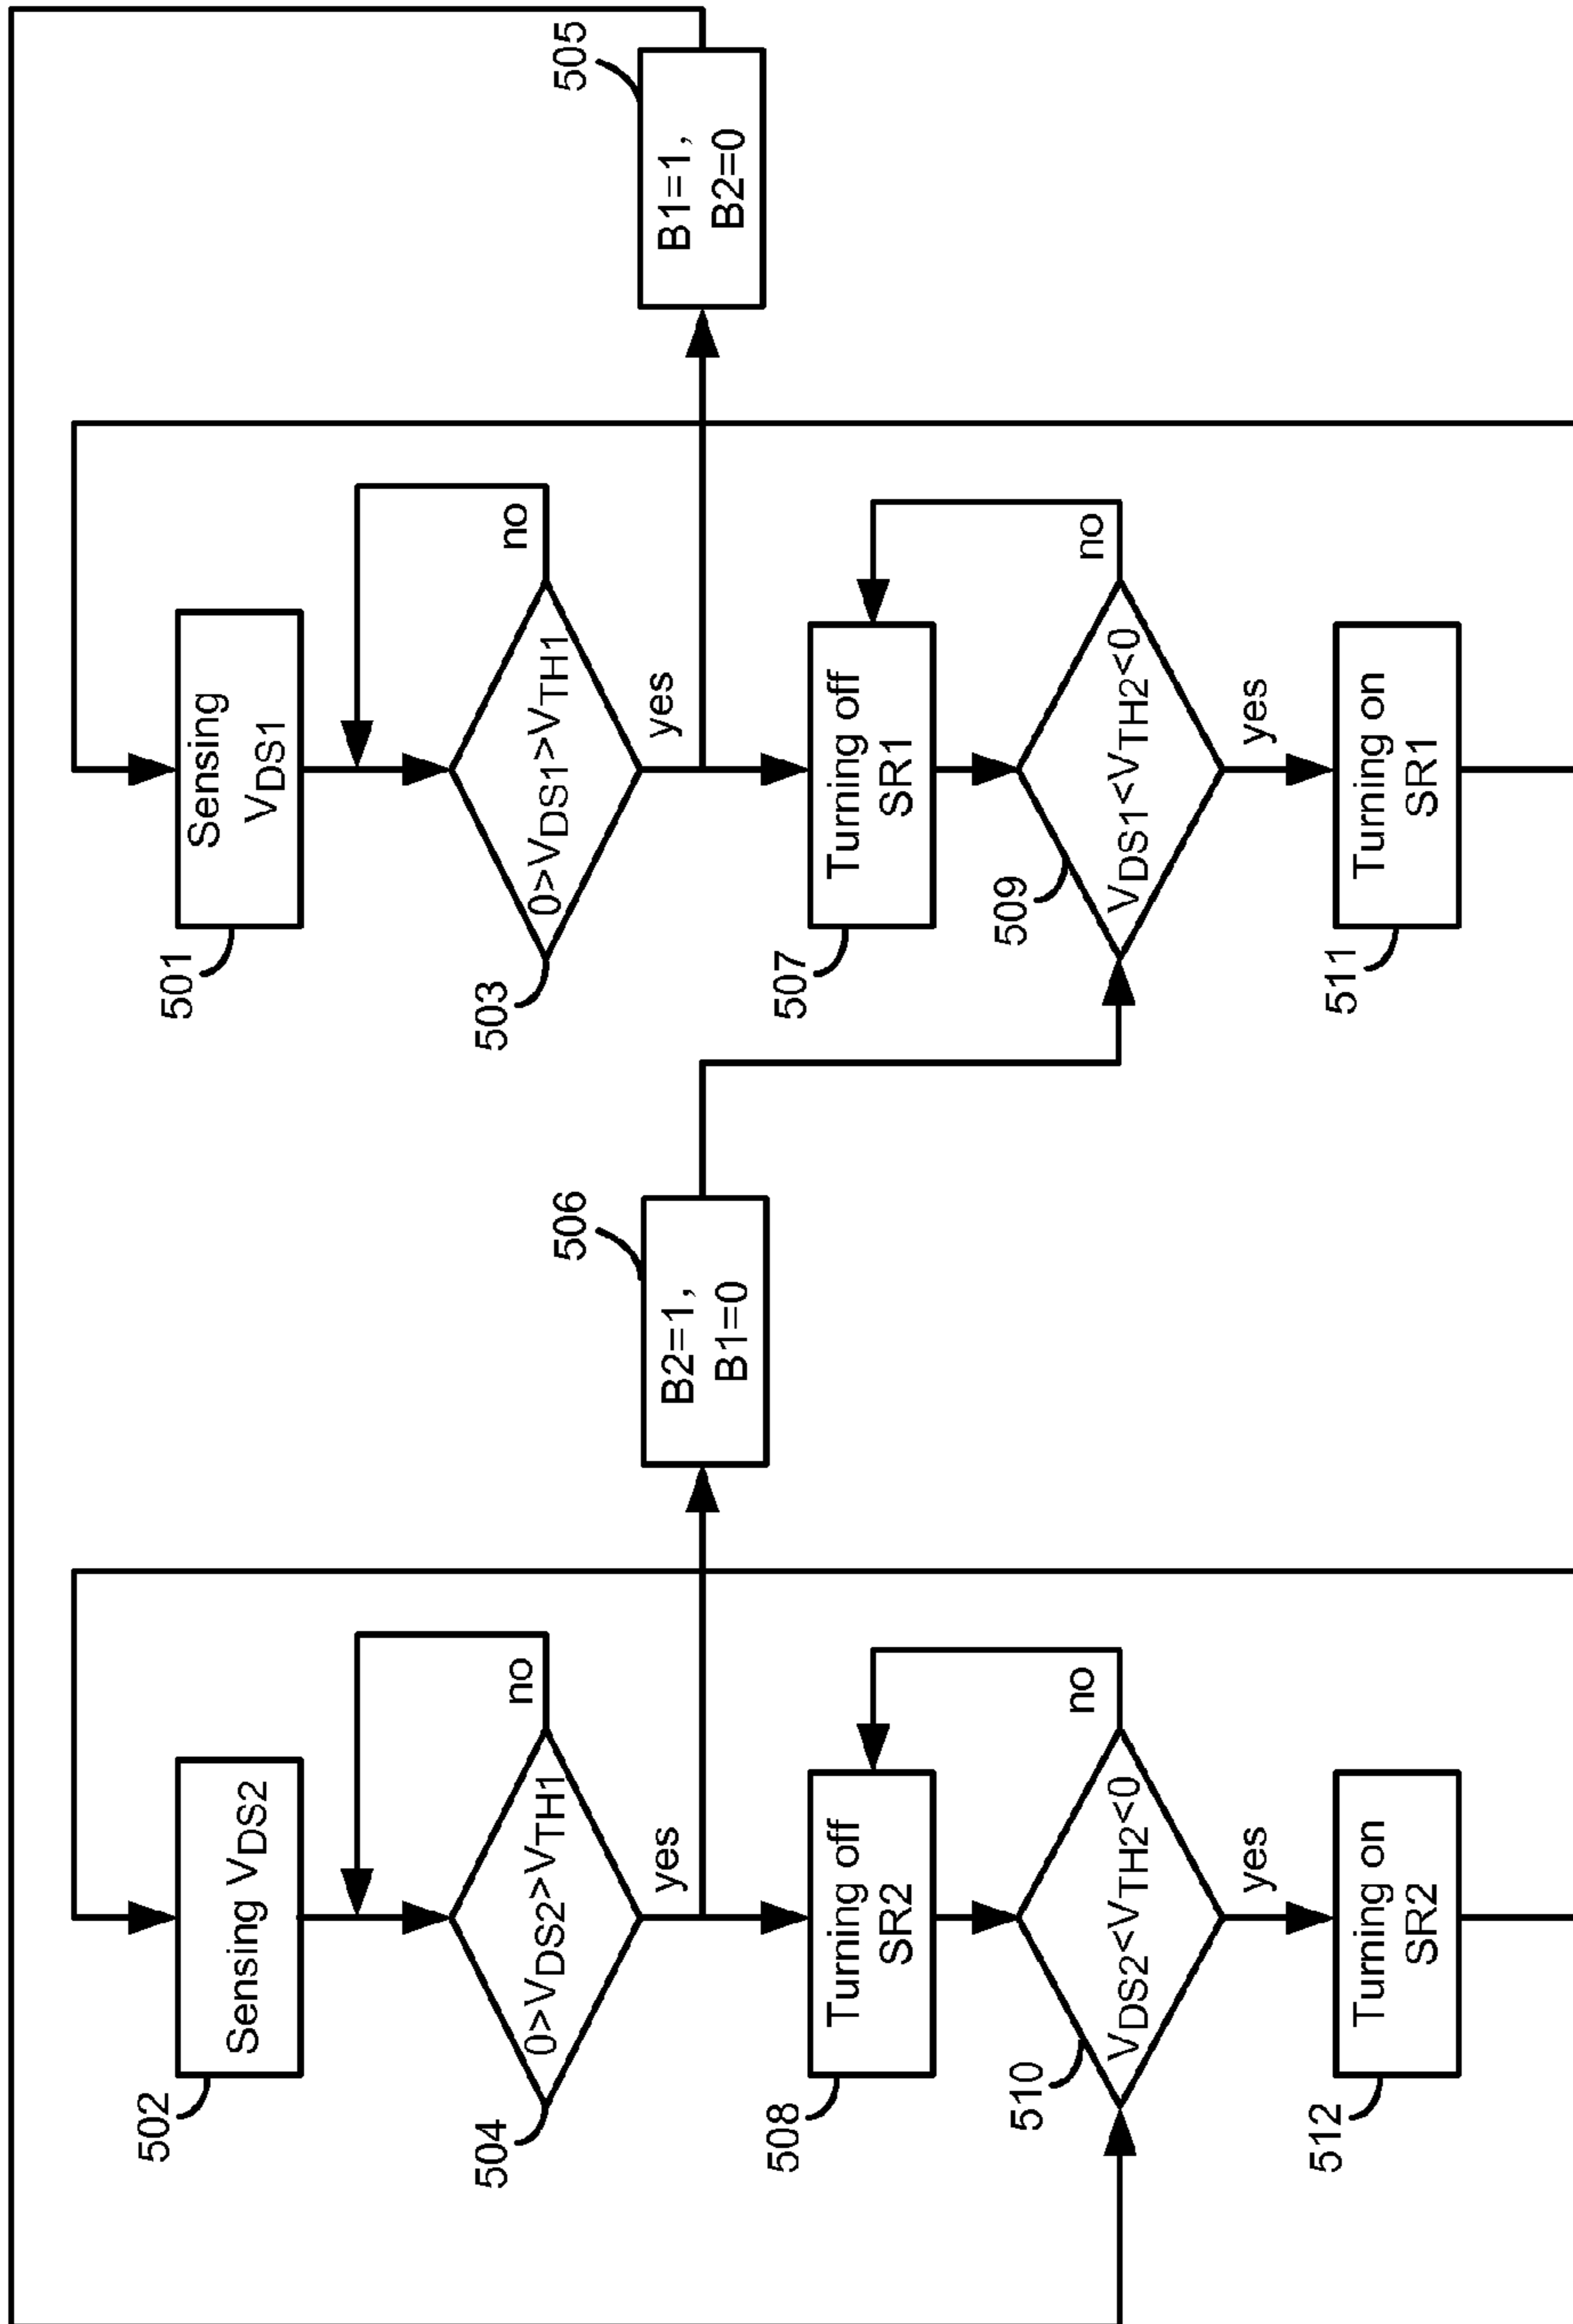 502
Sensing VDS2
504
0>VDS2>VTH1
no
yes
508
Turning off
SR2
510
VDS2<VTH2<0
no
yes
512
Turning on
SR2
506
B2=1,
B1=0
501
Sensing
VDS1
503
0>VDS1>VTH1
no
yes
507
Turning off
SR1
509
VDS1<VTH2<0
no
yes
511
Turning on
SR1
505
B1=1,
B2=0